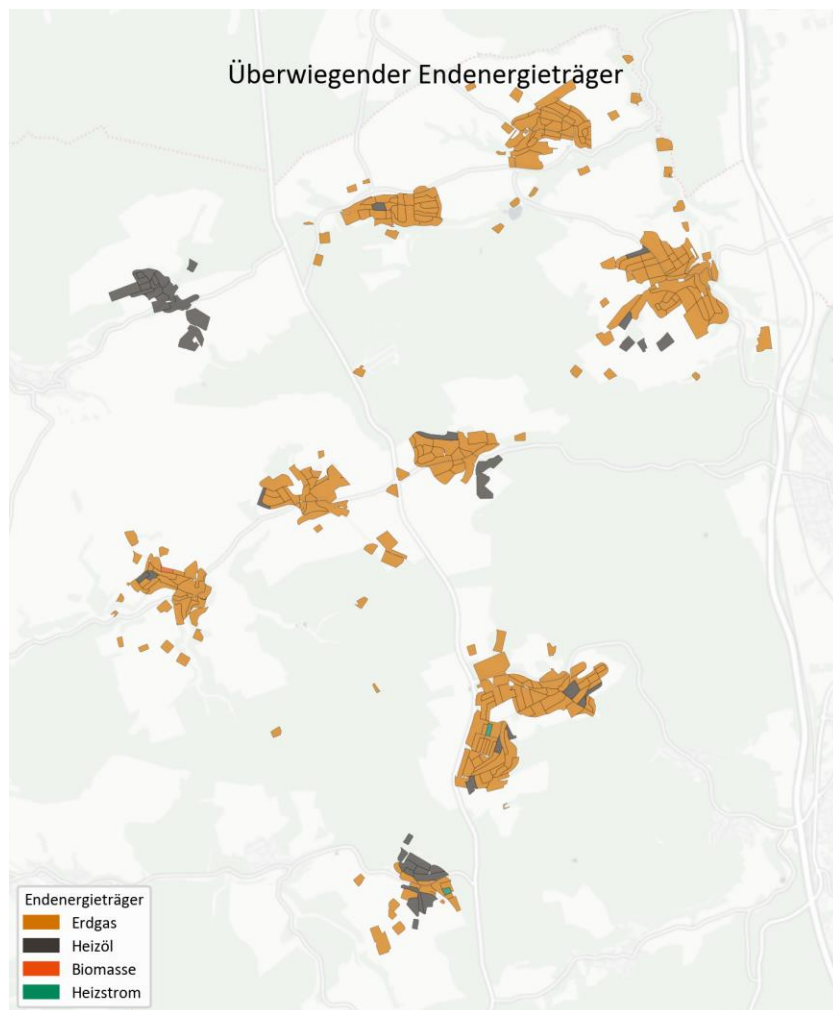 Überwiegender Endenergieträger
Endenergieträger
Erdgas
Heizöl
Biomasse
Heizstrom